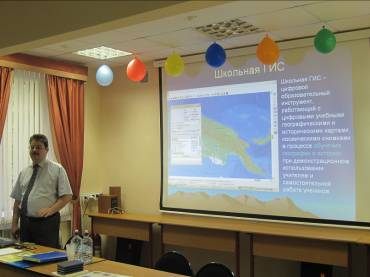 Школьная ГИС
Школьная ГИС -
цифровой
образовательный
инструмент,
работающий с
цифровыми учебными
географическими и
историческими картами,
космическими снимками
в процессе обучения
географии и истории
при демонстрационном
использовании
учителем и
самостоятельной
работе учеников